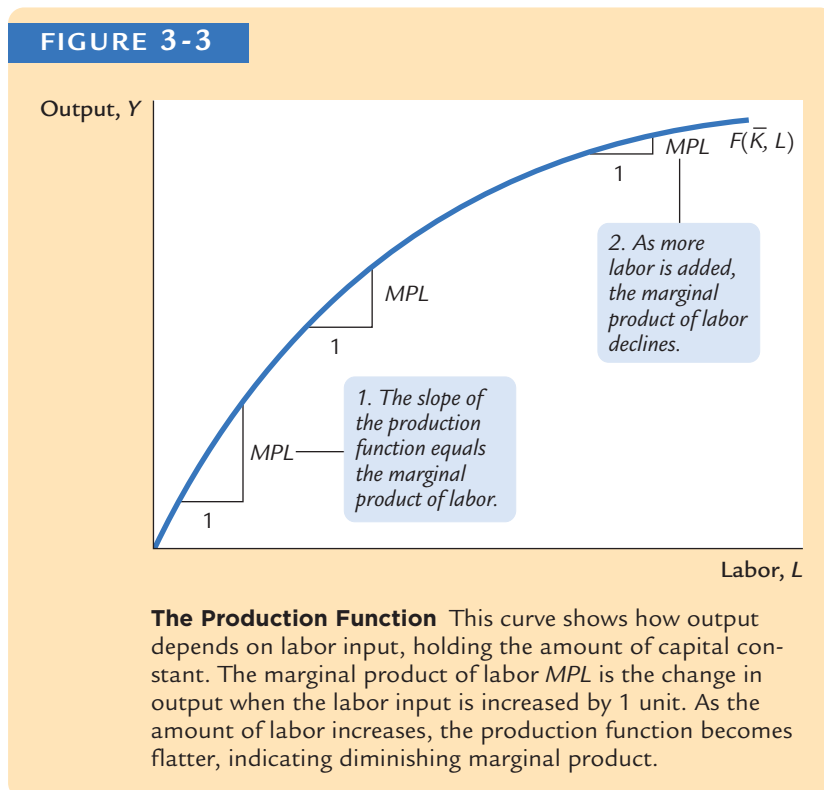 FIGURE 3-3
Output, Y
MPL
F(K̅, L)
1
2. As more
labor is added,
the marginal
product of labor
declines.
MPL
1
1. The slope of
the production
function equals
the marginal
product of labor.
MPL
1
Labor, L
The Production Function This curve shows how output
depends on labor input, holding the amount of capital con-
stant. The marginal product of labor MPL is the change in
output when the labor input is increased by 1 unit. As the
amount of labor increases, the production function becomes
flatter, indicating diminishing marginal product.